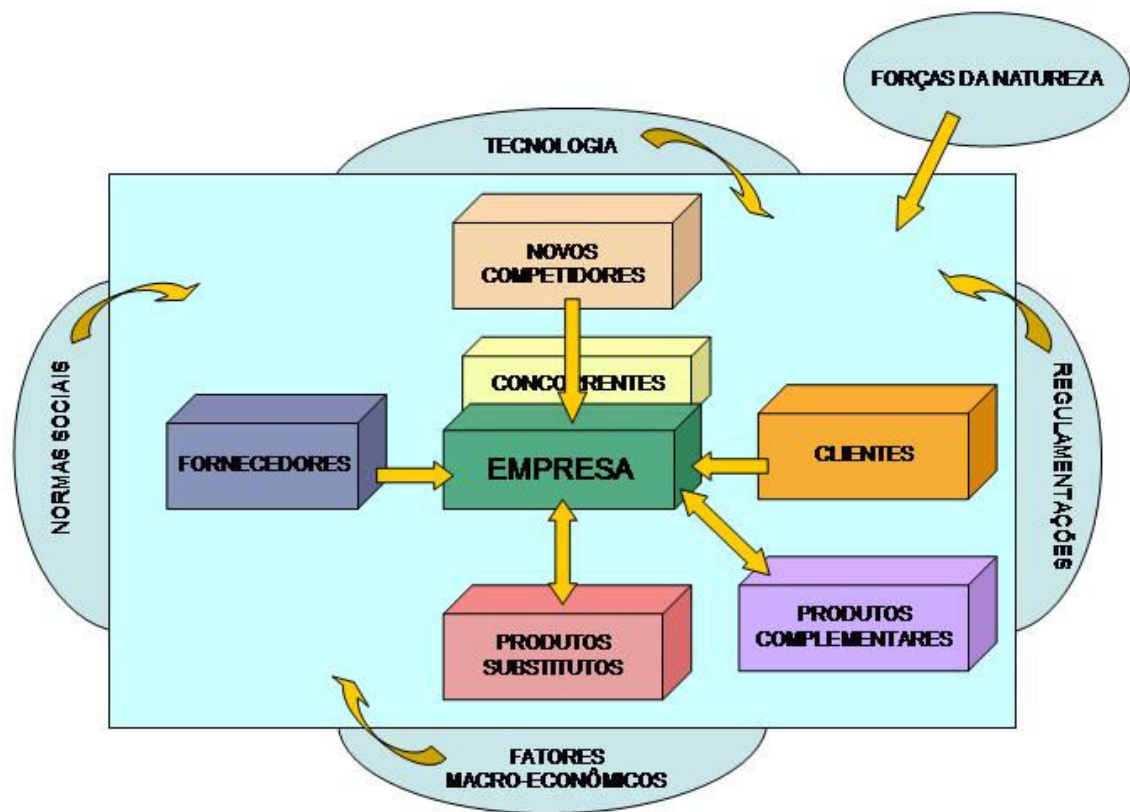 FORÇAS DA NATUREZA
TECNOLOGIA
NOVOS
COMPETIDORES
CONCORRENTES
NORMAS SOCIAIS
FORNECEDORES
EMPRESA
CLIENTES
REGULAMENTAÇÕES
PRODUTOS
SUBSTITUTOS
PRODUTOS
COMPLEMENTARES
FATORES
MACRO-ECONÔMICOS